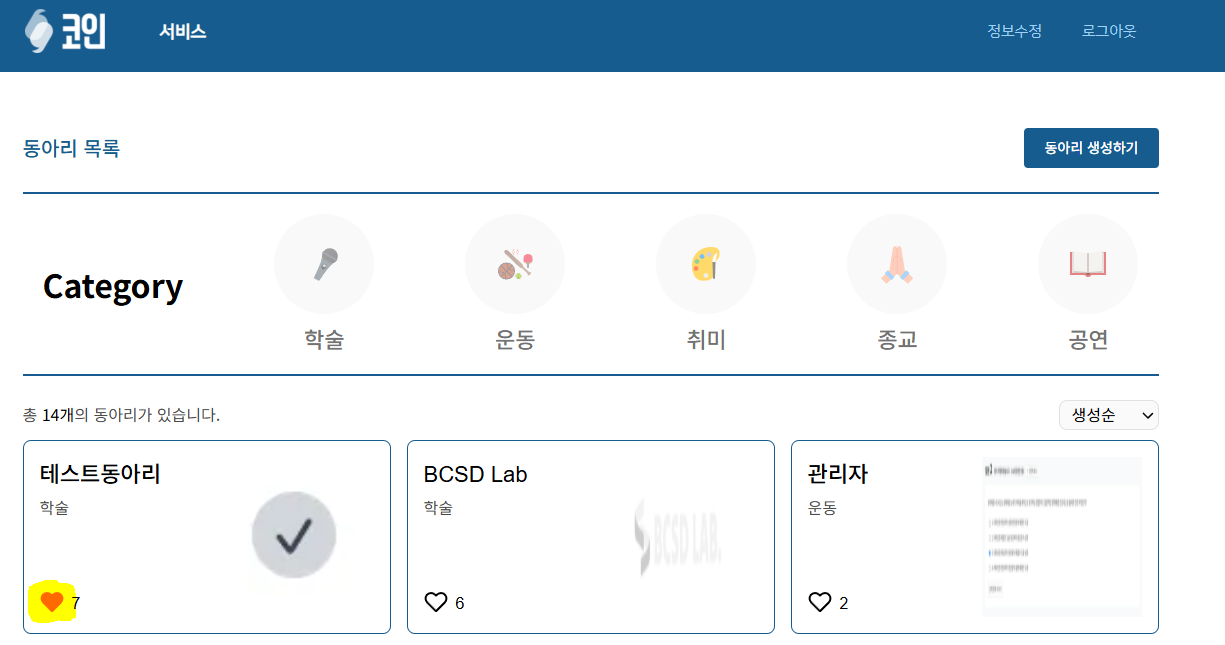 코인 서비스 정보수정 로그아웃
동아리 목록 동아리 생성하기
Category
학술 운동 취미 종교 공연
총 14개의 동아리가 있습니다. 생성순
테스트동아리
학술
7
BCSD Lab
학술
BCSD LAB.
6
관리자
운동
2